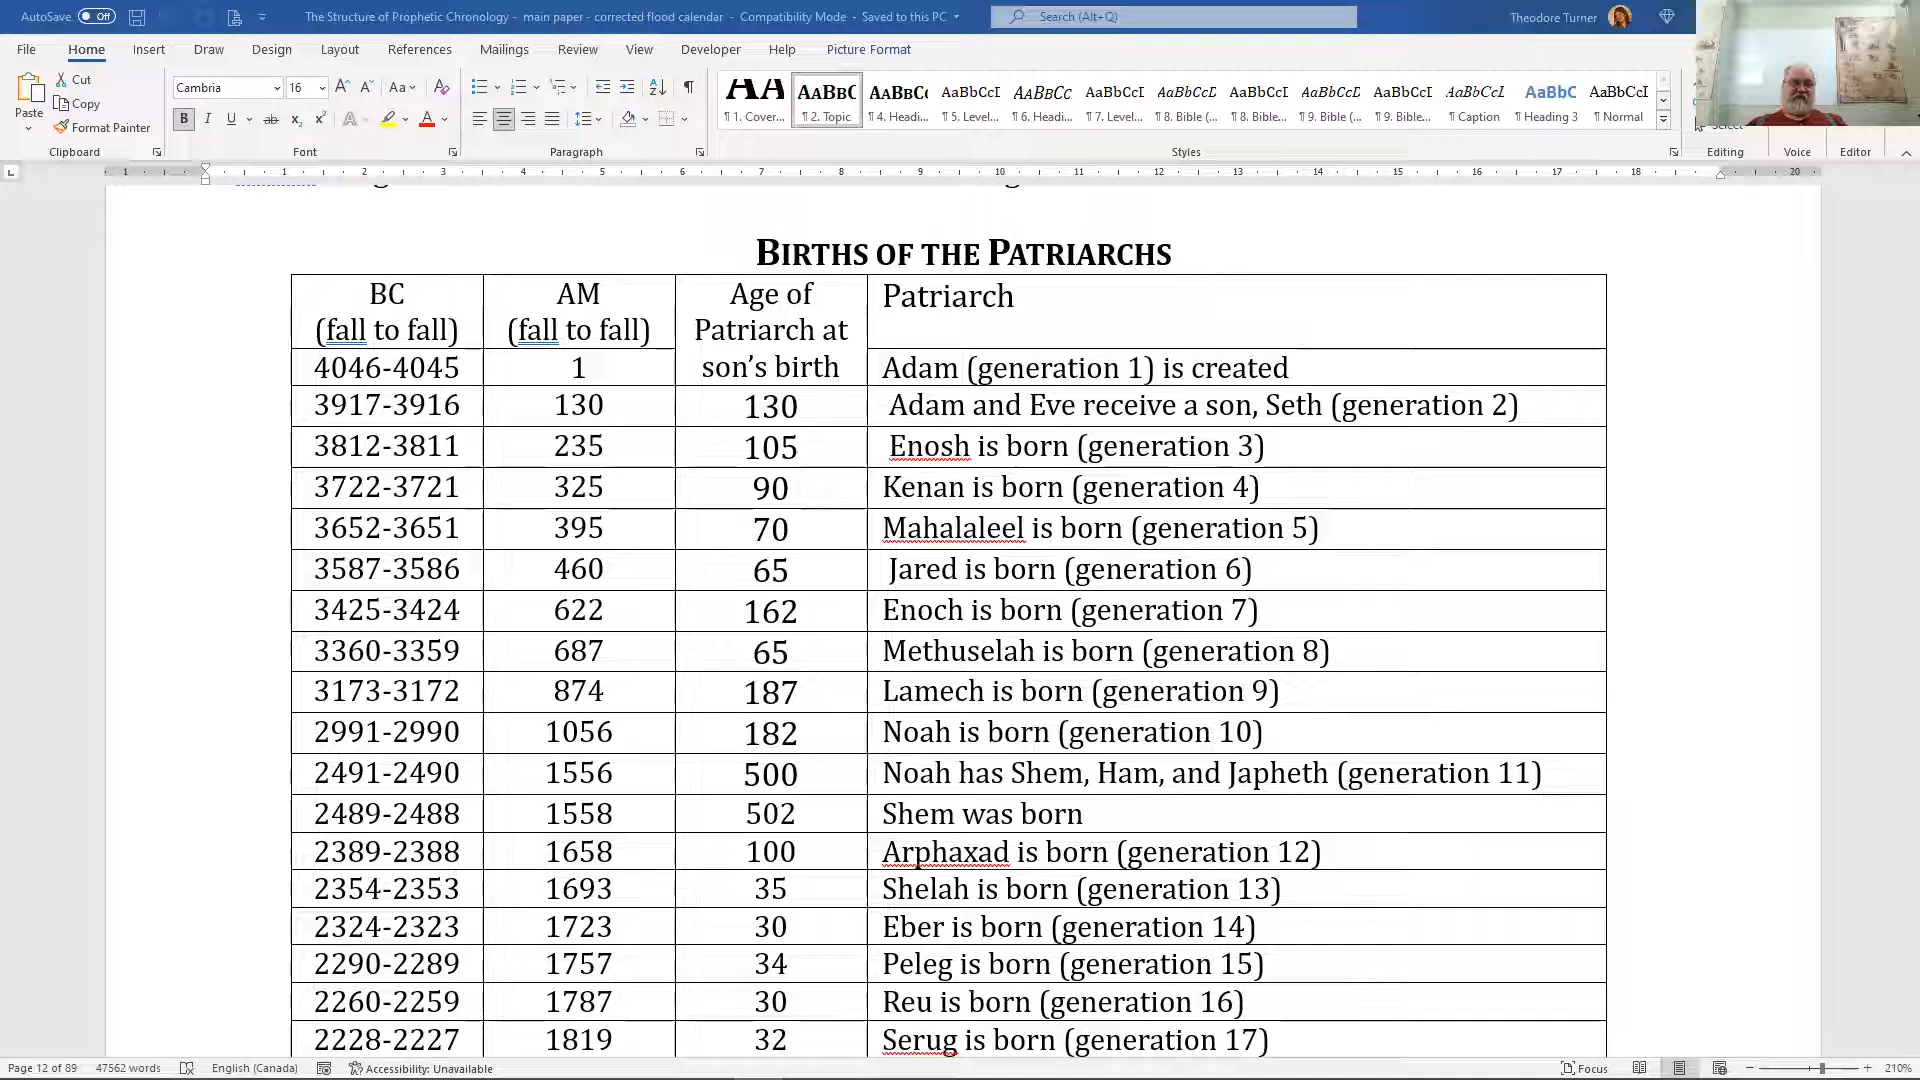 AutoSave Off The Structure of Prophetic Chronology - main paper - corrected flood calendar - Compatibility Mode - Saved to this PC Search (Alt+Q) Theodore Turner
File Home Insert Draw Design Layout References Mailings Review View Developer Help Picture Format
Paste Cut Copy Format Painter
Cambria 16
¶ 1. Cover... ¶ 2. Topic ¶ 4. Headi... ¶ 5. Level... ¶ 6. Headi... ¶ 7. Level... ¶ 8. Bible (... ¶ 8. Bible... ¶ 9. Bible (... ¶ 9. Bible... ¶ Caption ¶ Heading 3 ¶ Normal
Clipboard Font Paragraph Styles Editing Voice Editor
BIRTHS OF THE PATRIARCHS
BC (fall to fall) AM (fall to fall) Age of Patriarch at son's birth Patriarch
4046-4045 1 Adam (generation 1) is created
3917-3916 130 130 Adam and Eve receive a son, Seth (generation 2)
3812-3811 235 105 Enosh is born (generation 3)
3722-3721 325 90 Kenan is born (generation 4)
3652-3651 395 70 Mahalaleel is born (generation 5)
3587-3586 460 65 Jared is born (generation 6)
3425-3424 622 162 Enoch is born (generation 7)
3360-3359 687 65 Methuselah is born (generation 8)
3173-3172 874 187 Lamech is born (generation 9)
2991-2990 1056 182 Noah is born (generation 10)
2491-2490 1556 500 Noah has Shem, Ham, and Japheth (generation 11)
2489-2488 1558 502 Shem was born
2389-2388 1658 100 Arphaxad is born (generation 12)
2354-2353 1693 35 Shelah is born (generation 13)
2324-2323 1723 30 Eber is born (generation 14)
2290-2289 1757 34 Peleg is born (generation 15)
2260-2259 1787 30 Reu is born (generation 16)
2228-2227 1819 32 Serug is born (generation 17)
Page 12 of 89 47562 words English (Canada) Accessibility: Unavailable Focus 210%